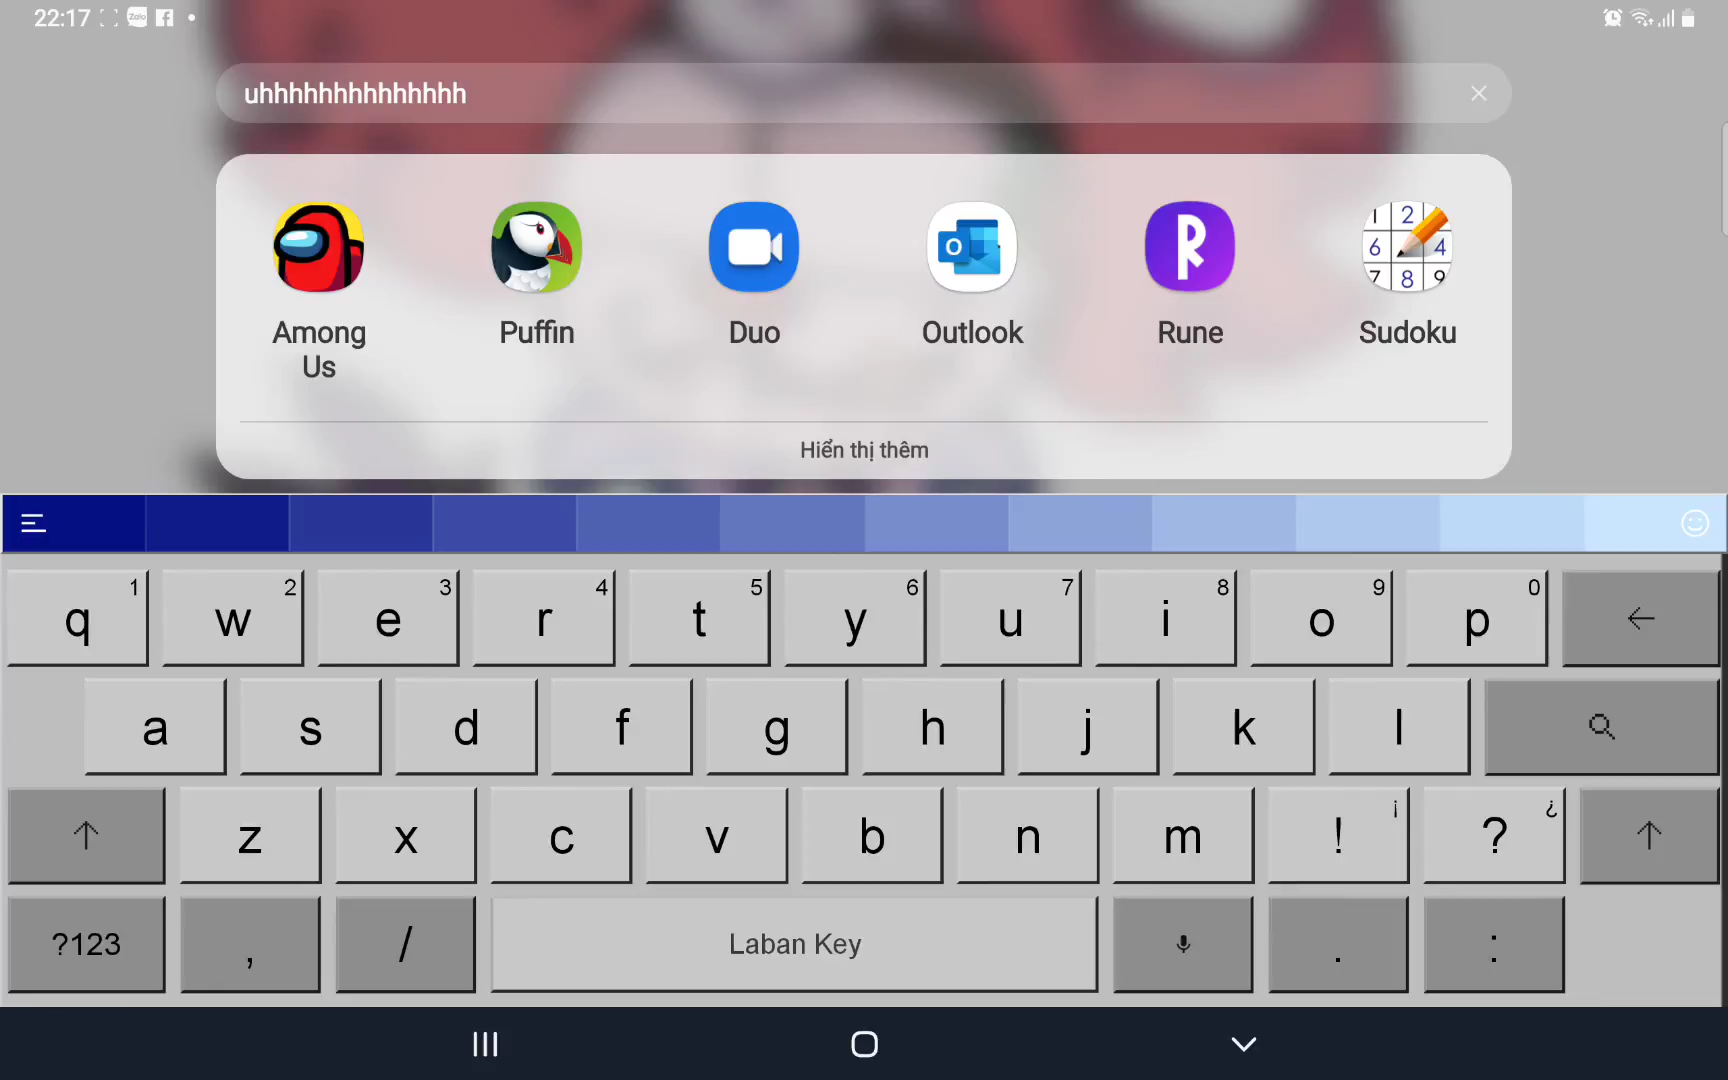 22:17 Zalo
uhhhhhhhhhhhhhh
Among Us
Puffin
Duo
Outlook
Rune
Sudoku
Hiển thị thêm
q 1 w 2 e 3 r 4 t 5 y 6 u 7 i 8 o 9 p 0
a s d f g h j k l
z x c v b n m ! ¡ ? ¿
?123 , / Laban Key . :